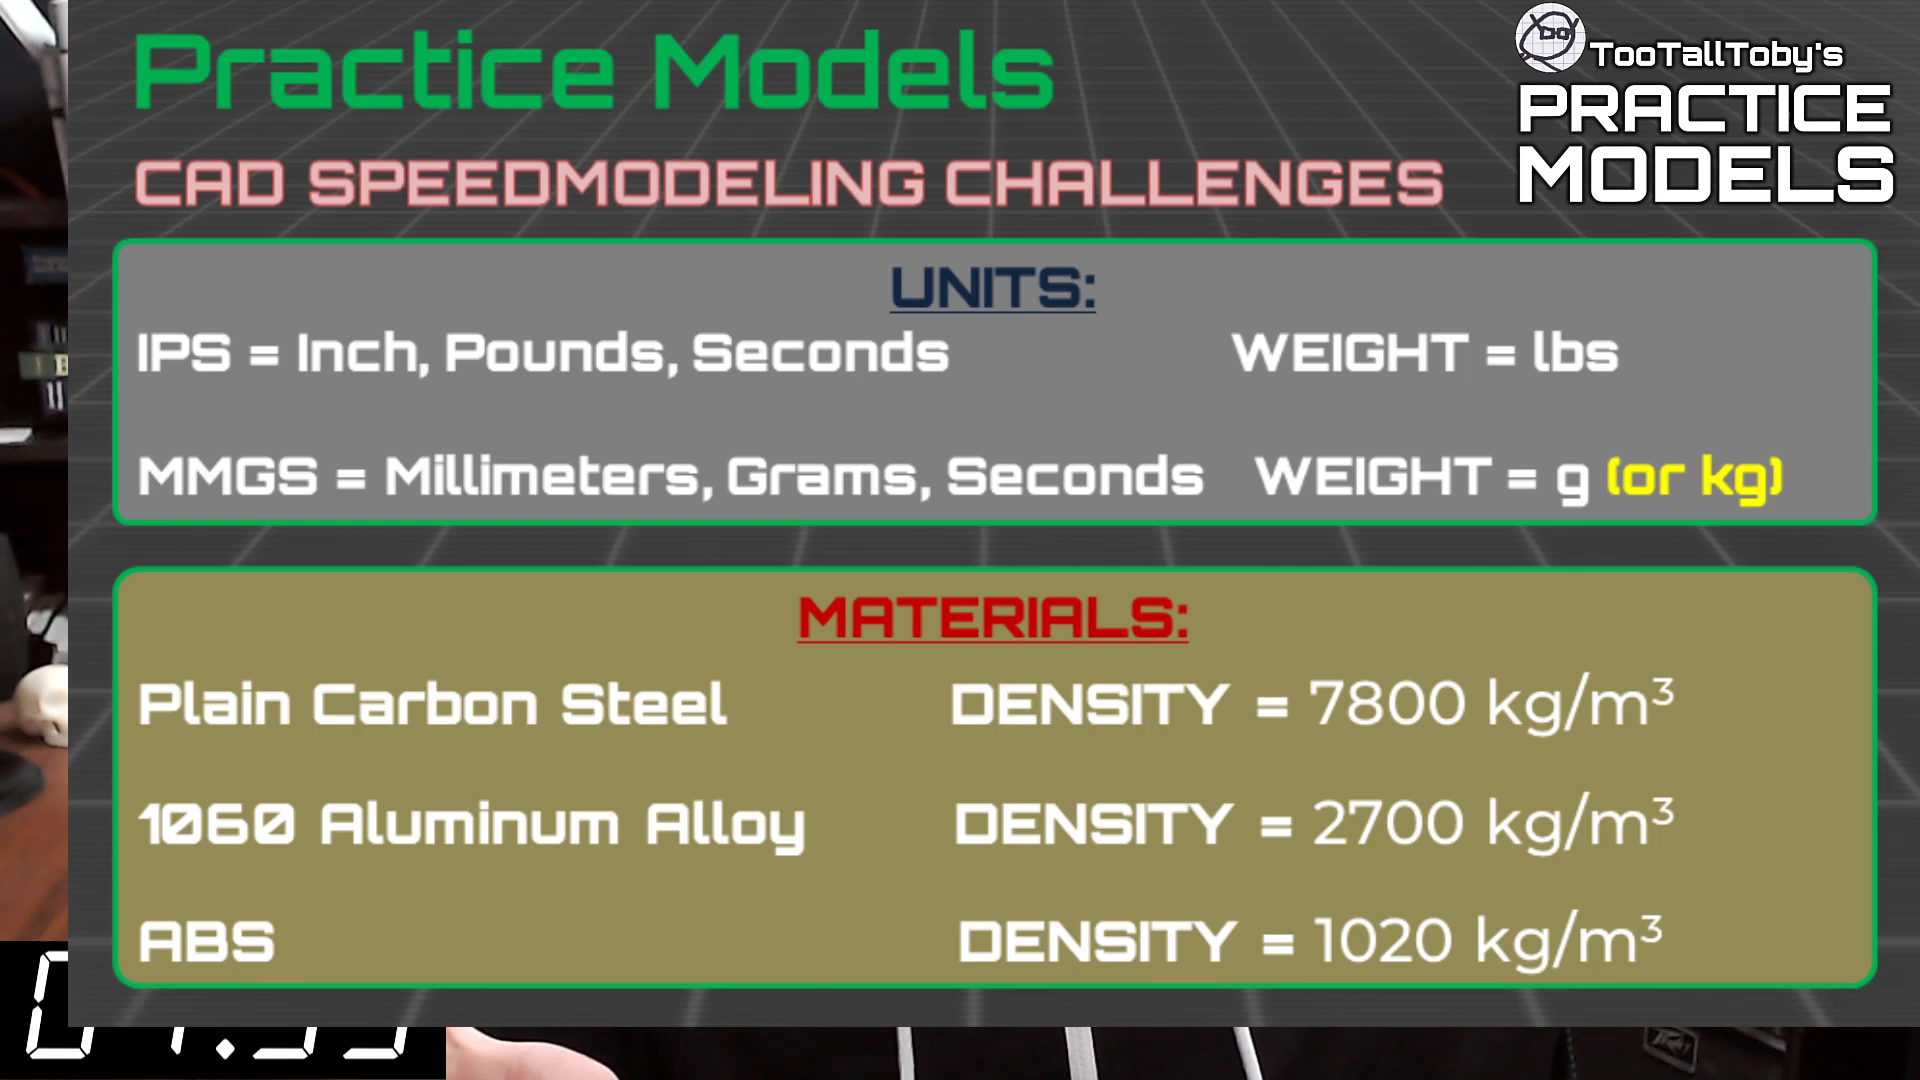 Practice Models
TooTallToby's
PRACTICE
MODELS
CAD SPEEDMODELING CHALLENGES
UNITS:
IPS = Inch, Pounds, Seconds WEIGHT = lbs
MMGS = Millimeters, Grams, Seconds WEIGHT = g (or kg)
MATERIALS:
Plain Carbon Steel DENSITY = 7800 kg/m³
1060 Aluminum Alloy DENSITY = 2700 kg/m³
ABS DENSITY = 1020 kg/m³